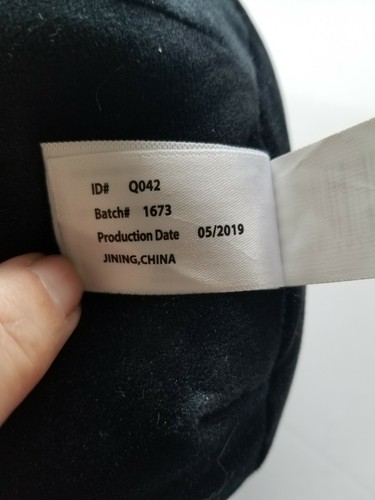 ID# Q042
Batch# 1673
Production Date 05/2019
JINING,CHINA